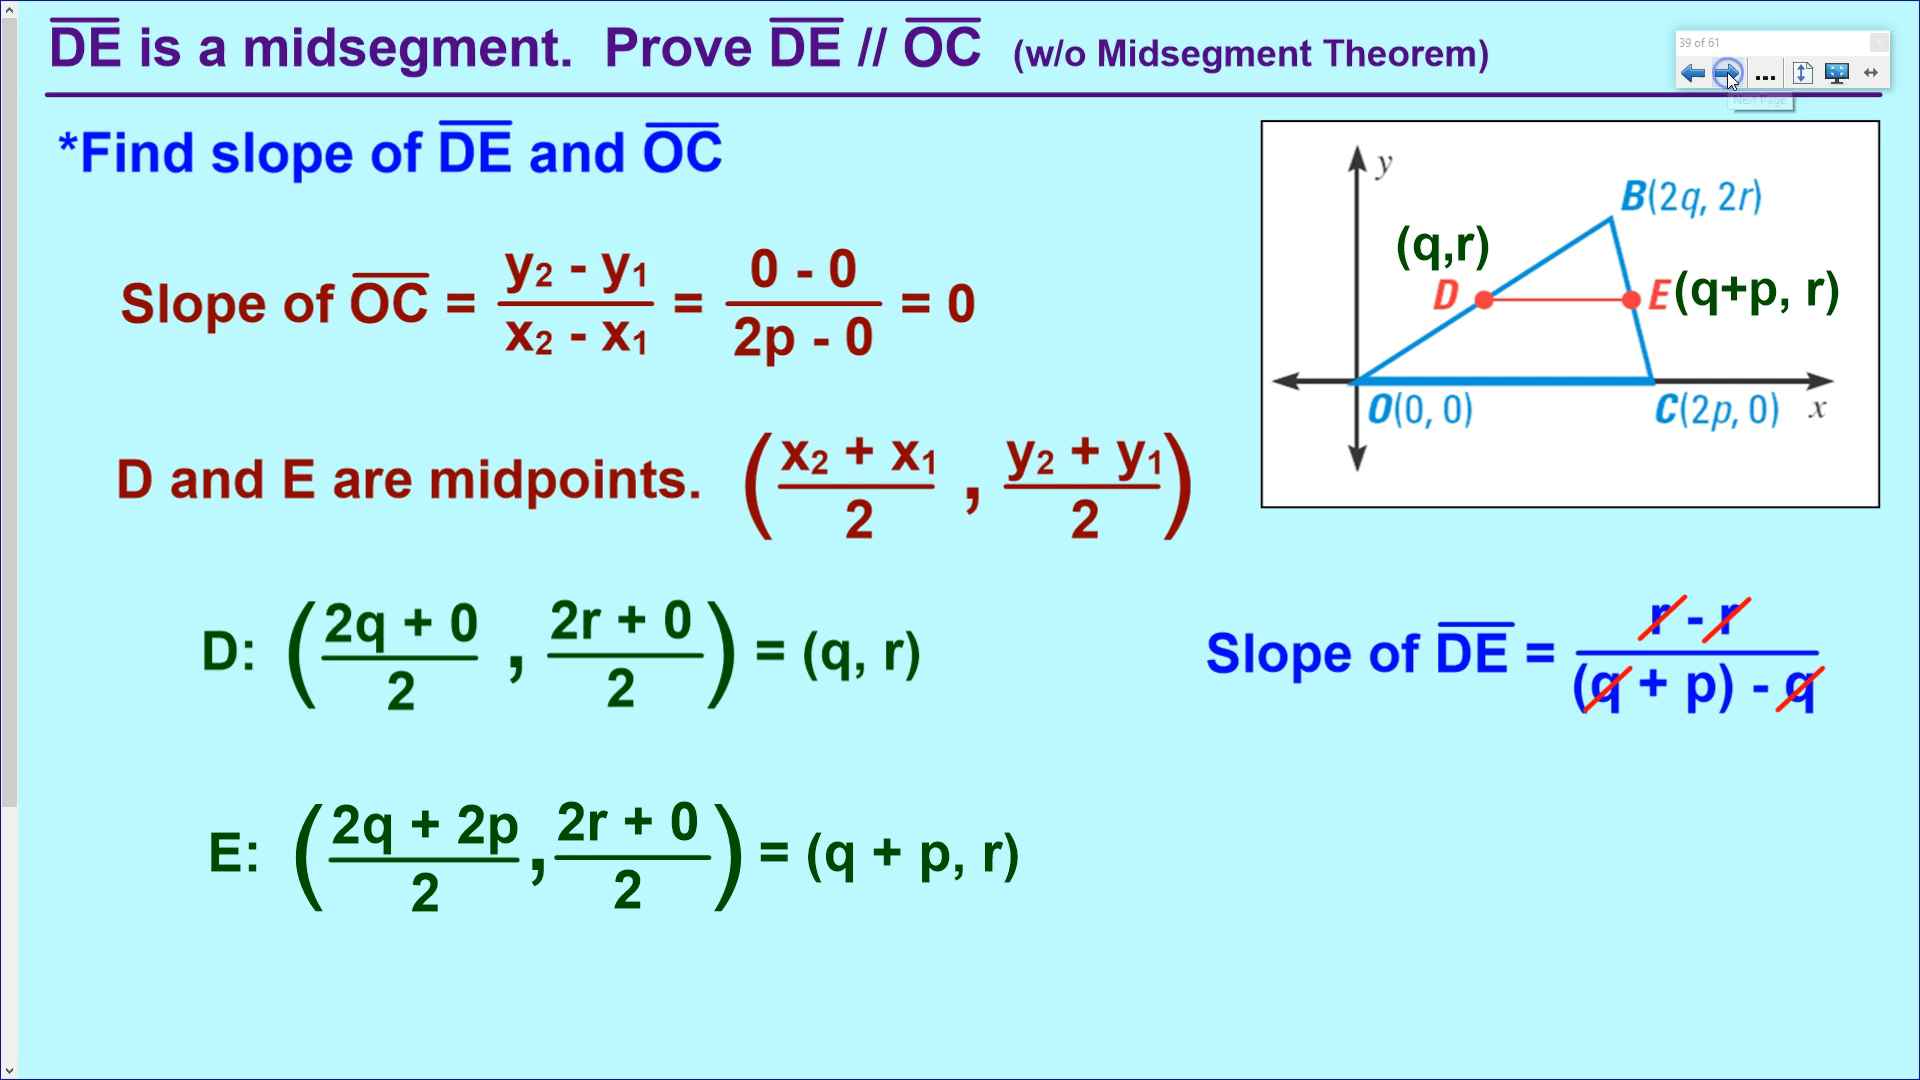 DE is a midsegment. Prove DE // OC (w/o Midsegment Theorem)
39 of 61
Next Page
*Find slope of DE and OC
y
B(2q, 2r)
(q,r)
D
E(q+p, r)
O(0, 0)
C(2p, 0)
x
Slope of OC = y₂ - y₁ / x₂ - x₁ = 0 - 0 / 2p - 0 = 0
D and E are midpoints. (x₂ + x₁ / 2 , y₂ + y₁ / 2)
D: (2q + 0 / 2 , 2r + 0 / 2) = (q, r)
Slope of DE = r - r / (q + p) - q
E: (2q + 2p / 2 , 2r + 0 / 2) = (q + p, r)